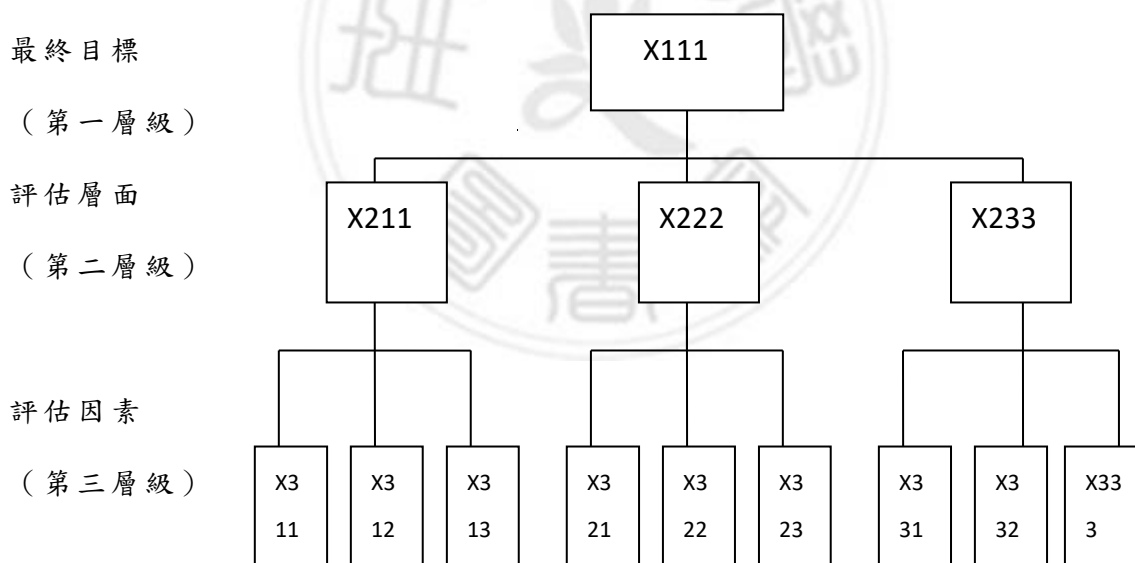 最終目標
（第一層級）
X111
評估層面
（第二層級）
X211
X222
X233
評估因素
（第三層級）
X3
11
X3
12
X3
13
X3
21
X3
22
X3
23
X3
31
X3
32
X33
3